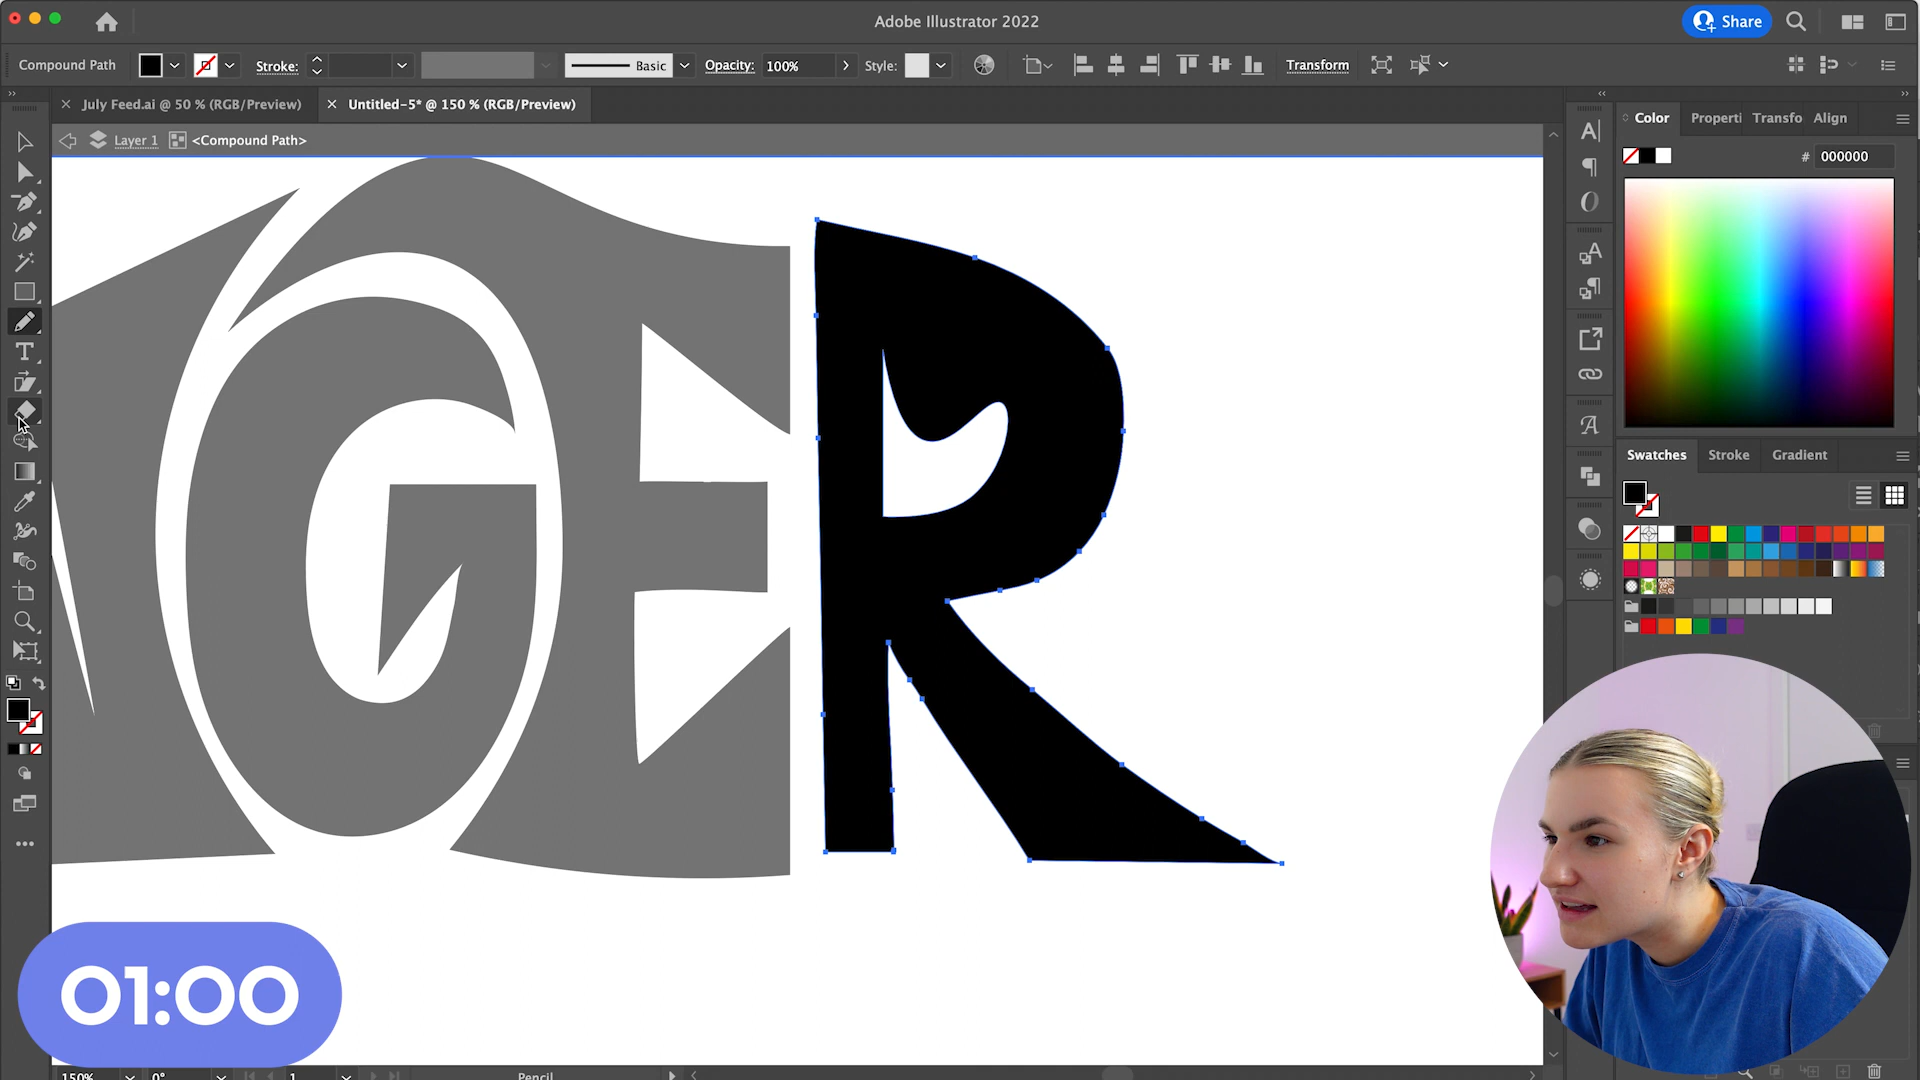 Adobe Illustrator 2022
Share
Compound Path
Stroke:
Basic
Opacity:
100%
Style:
Transform
July Feed.ai @ 50 % (RGB/Preview)
Untitled-5* @ 150 % (RGB/Preview)
Layer 1
<Compound Path>
Color
Properti
Transfo
Align
# 000000
GER
Swatches
Stroke
Gradient
01:00
150%
0°
1
Pencil